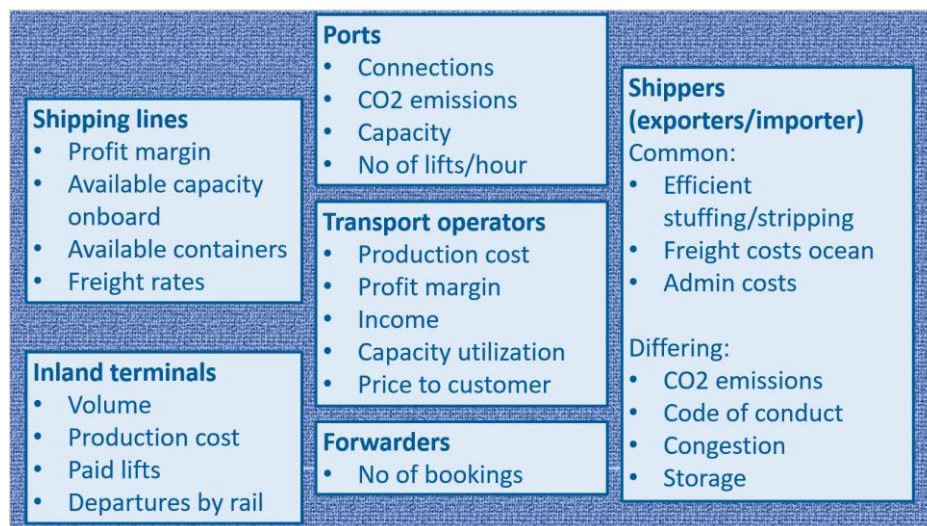 Shipping lines
• Profit margin
• Available capacity
onboard
• Available containers
• Freight rates
Inland terminals
• Volume
• Production cost
• Paid lifts
• Departures by rail
Ports
• Connections
• CO2 emissions
• Capacity
• No of lifts/hour
Transport operators
• Production cost
• Profit margin
• Income
• Capacity utilization
• Price to customer
Forwarders
• No of bookings
Shippers
(exporters/importer)
Common:
• Efficient
stuffing/stripping
• Freight costs ocean
• Admin costs
Differing:
• CO2 emissions
• Code of conduct
• Congestion
• Storage